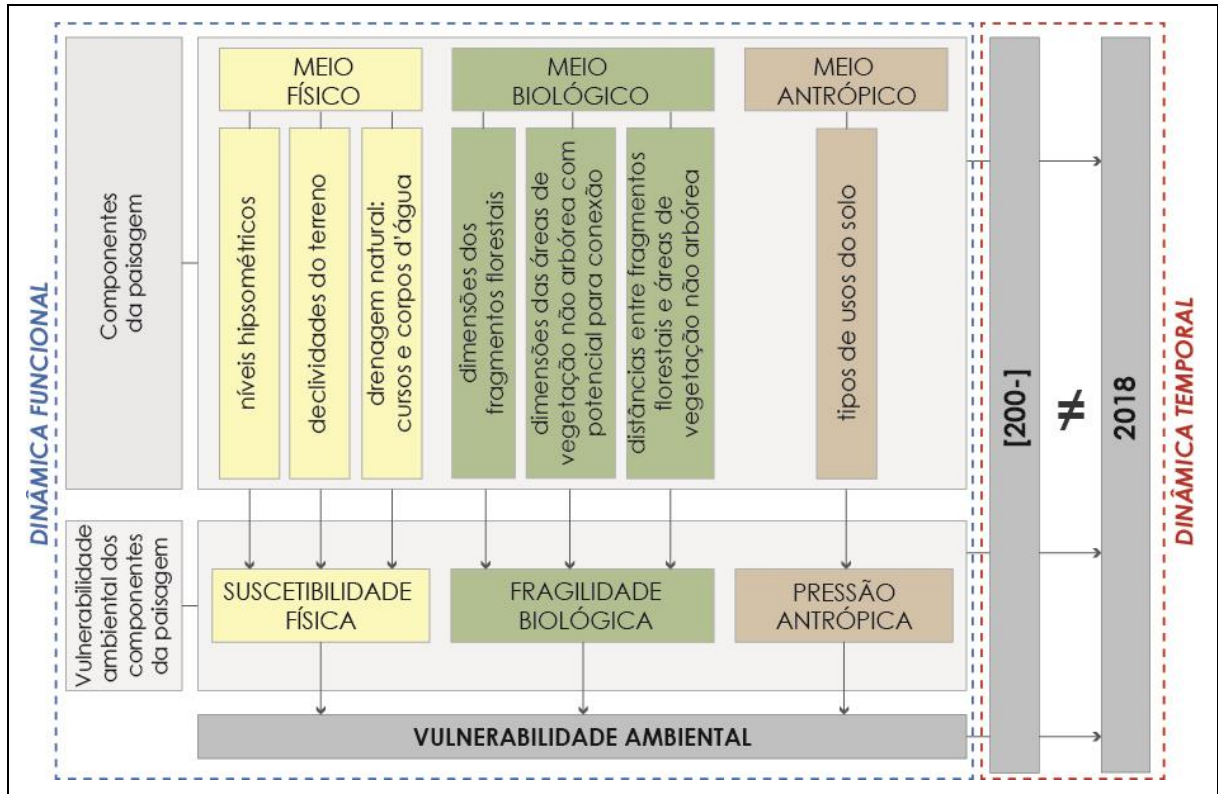 DINÂMICA FUNCIONAL
Componentes
da paisagem
MEIO
FÍSICO
níveis hipsométricos
declividades do terreno
drenagem natural:
cursos e corpos d'água
MEIO
BIOLÓGICO
dimensões dos
fragmentos florestais
dimensões das áreas de
vegetação não arbórea com
potencial para conexão
distâncias entre fragmentos
florestais e áreas de
vegetação não arbórea
MEIO
ANTRÓPICO
tipos de usos do solo
Vulnerabilidade
ambiental dos
componentes
da paisagem
SUSCETIBILIDADE
FÍSICA
FRAGILIDADE
BIOLÓGICA
PRESSÃO
ANTRÓPICA
VULNERABILIDADE AMBIENTAL
[200-]
≠
2018
DINÂMICA TEMPORAL